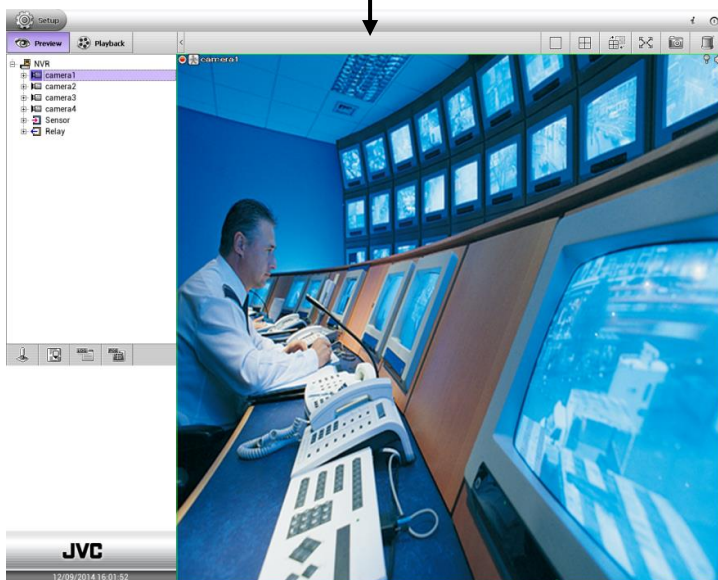 Setup
Preview
Playback
NVR
camera1
camera2
camera3
camera4
Sensor
Relay
camera1
JVC
12/09/2014 16:01:52